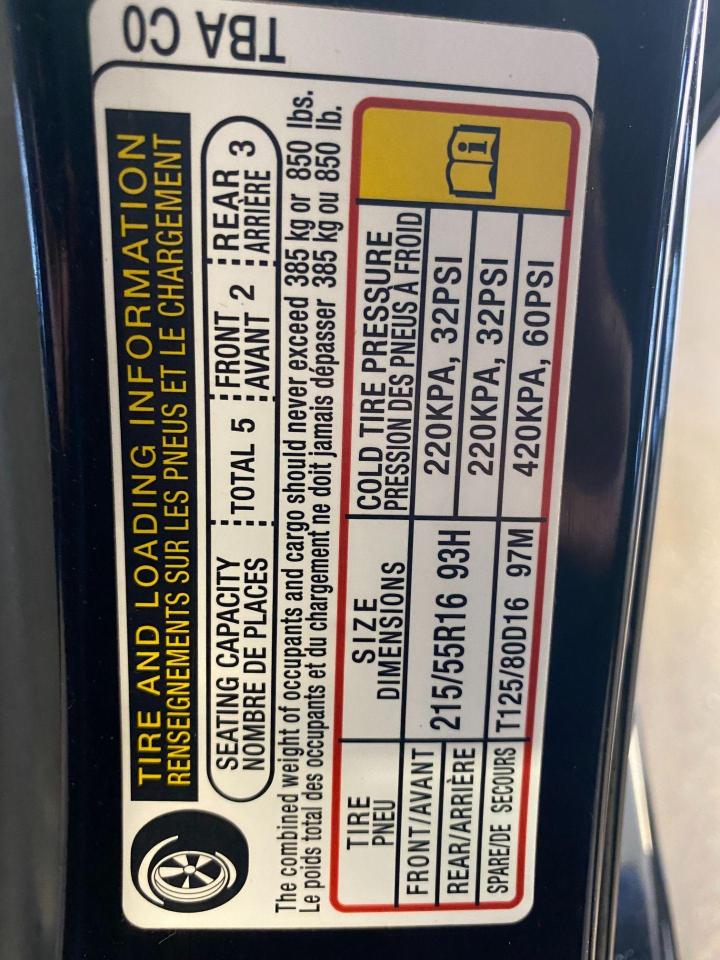 TBA C0
TIRE AND LOADING INFORMATION
RENSEIGNEMENTS SUR LES PNEUS ET LE CHARGEMENT
SEATING CAPACITY
NOMBRE DE PLACES
TOTAL 5
FRONT
AVANT 2
REAR
ARRIÈRE 3
The combined weight of occupants and cargo should never exceed 385 kg or 850 lbs.
Le poids total des occupants et du chargement ne doit jamais dépasser 385 kg ou 850 lb.
TIRE
PNEU
SIZE
DIMENSIONS
COLD TIRE PRESSURE
PRESSION DES PNEUS À FROID
FRONT/AVANT
215/55R16 93H
220KPA, 32PSI
REAR/ARRIÈRE
220KPA, 32PSI
SPARE/DE SECOURS
T125/80D16 97M
420KPA, 60PSI